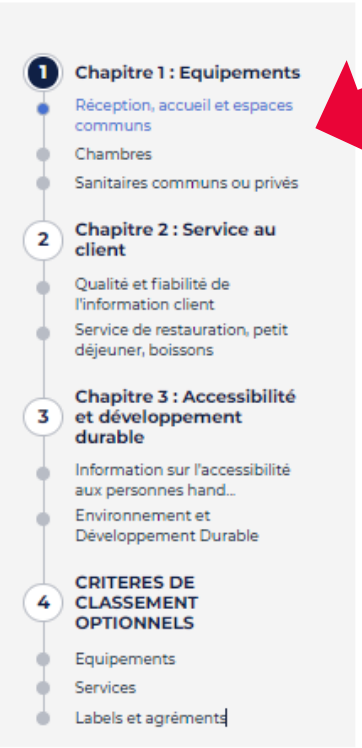 1 Chapitre 1 : Equipements
Réception, accueil et espaces
communs
Chambres
Sanitaires communs ou privés
Chapitre 2 : Service au
2 client
Qualité et fiabilité de
l'information client
Service de restauration, petit
déjeuner, boissons
Chapitre 3 : Accessibilité
3 et développement
durable
Information sur l'accessibilité
aux personnes hand...
Environnement et
Développement Durable
CRITERES DE
4 CLASSEMENT
OPTIONNELS
Equipements
Services
Labels et agréments